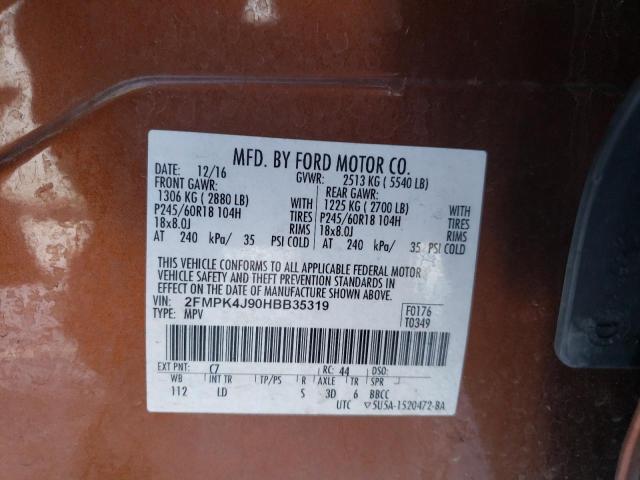 MFD. BY FORD MOTOR CO.
DATE: 12/16 GVWR: 2513 KG ( 5540 LB)
FRONT GAWR: REAR GAWR:
1306 KG ( 2880 LB) WITH 1225 KG ( 2700 LB) WITH
P245/60R18 104H TIRES P245/60R18 104H TIRES
18x8.0J RIMS 18x8.0J RIMS
AT 240 kPa/ 35 PSI COLD AT 240 kPa/ 35 PSI COLD
THIS VEHICLE CONFORMS TO ALL APPLICABLE FEDERAL MOTOR
VEHICLE SAFETY AND THEFT PREVENTION STANDARDS IN
EFFECT ON THE DATE OF MANUFACTURE SHOWN ABOVE.
VIN: 2FMPK4J90HBB35319 F0176
TYPE: MPV T0349
EXT PNT: C7 RC: 44 DSO:
WB INT TR TP/PS R AXLE TR SPR
112 LD S 3D 6 BBCC
UTC ▽5U5A-1520472-BA